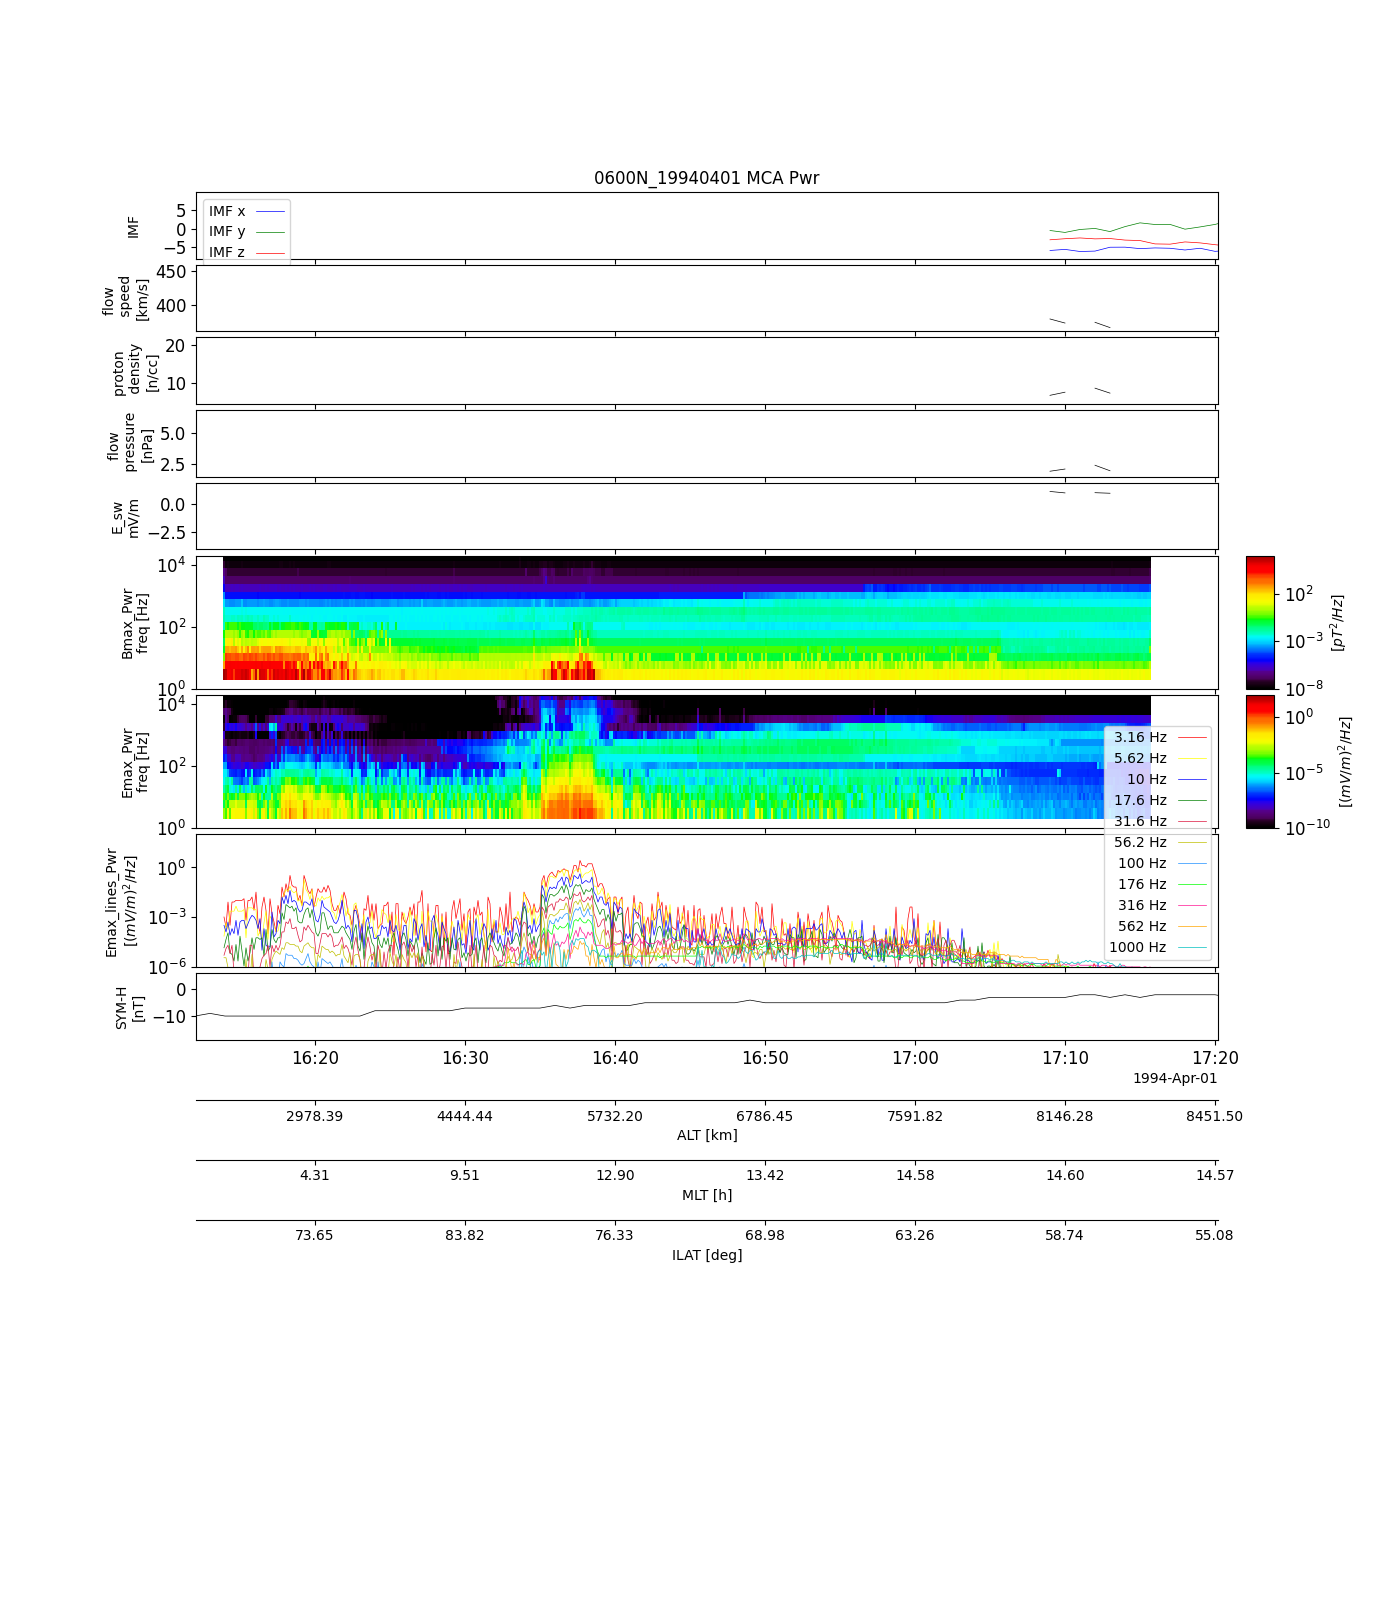 0600N_19940401 MCA Pwr
IMF
5
0
−5
IMF x
IMF y
IMF z
flow
speed
[km/s]
450
400
proton
density
[n/cc]
20
10
flow
pressure
[nPa]
5.0
2.5
E_sw
mV/m
0.0
−2.5
Bmax_Pwr
freq [Hz]
10^4
10^2
10^0
10^2
10^-3
10^-8
[pT^2/Hz]
Emax_Pwr
freq [Hz]
10^4
10^2
10^0
10^0
10^-5
10^-10
[(mV/m)^2/Hz]
3.16 Hz
5.62 Hz
10 Hz
17.6 Hz
31.6 Hz
56.2 Hz
100 Hz
176 Hz
316 Hz
562 Hz
1000 Hz
Emax_lines_Pwr
[(mV/m)^2/Hz]
10^0
10^-3
10^-6
SYM-H
[nT]
0
−10
16:20 16:30 16:40 16:50 17:00 17:10 17:20
1994-Apr-01
2978.39 4444.44 5732.20 6786.45 7591.82 8146.28 8451.50
ALT [km]
4.31 9.51 12.90 13.42 14.58 14.60 14.57
MLT [h]
73.65 83.82 76.33 68.98 63.26 58.74 55.08
ILAT [deg]